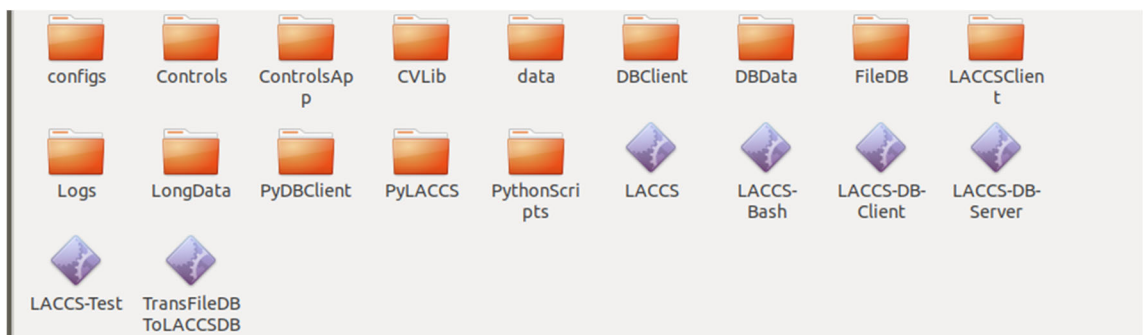 configs Controls ControlsAp CVLib data DBClient DBData FileDB LACCSClien
p t
Logs LongData PyDBClient PyLACCS PythonScri LACCS LACCS- LACCS-DB- LACCS-DB-
pts Bash Client Server
LACCS-Test TransFileDB
ToLACCSDB